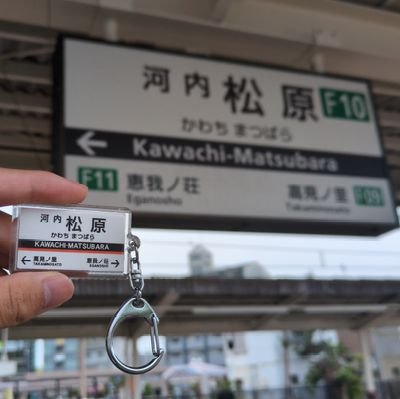 河内 松原 F10
かわち まつばら
← Kawachi-Matsubara
F11 恵我ノ荘 高見ノ里 F09
Eganosho Takaminosato
河内 松原
かわち まつばら
KAWACHI-MATSUBARA
← 高見ノ里 恵我ノ荘 →
TAKAMINOSATO EGANOSHO